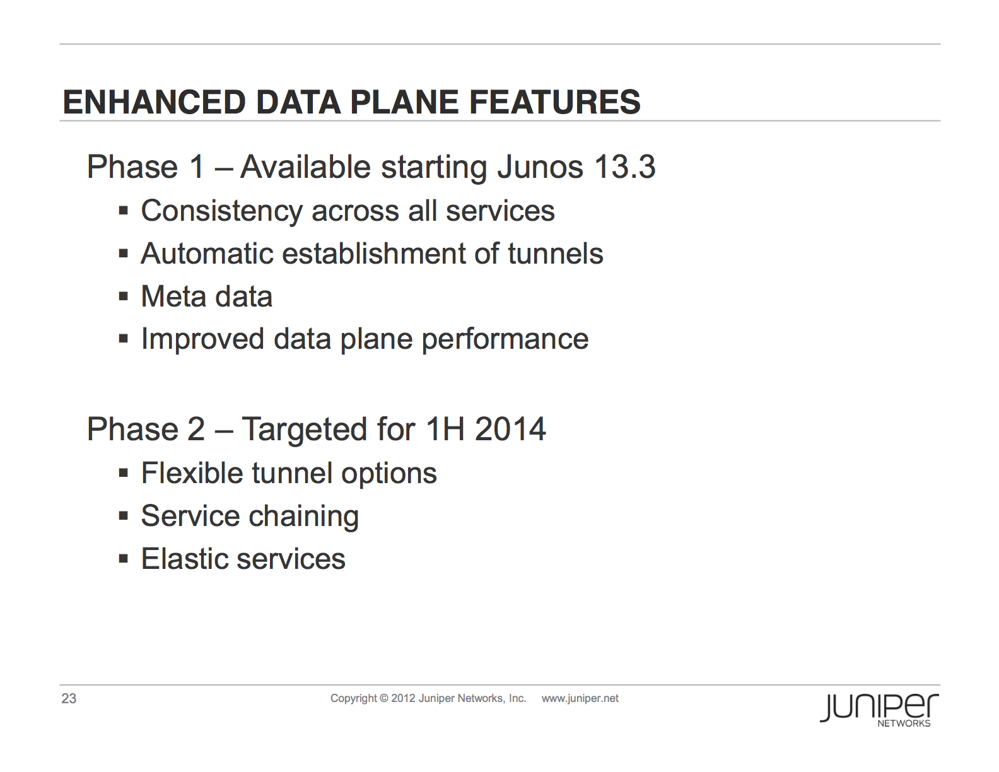 ENHANCED DATA PLANE FEATURES
Phase 1 – Available starting Junos 13.3
▪ Consistency across all services
▪ Automatic establishment of tunnels
▪ Meta data
▪ Improved data plane performance
Phase 2 – Targeted for 1H 2014
▪ Flexible tunnel options
▪ Service chaining
▪ Elastic services
23 Copyright © 2012 Juniper Networks, Inc. www.juniper.net
JUNIPer
NETWORKS